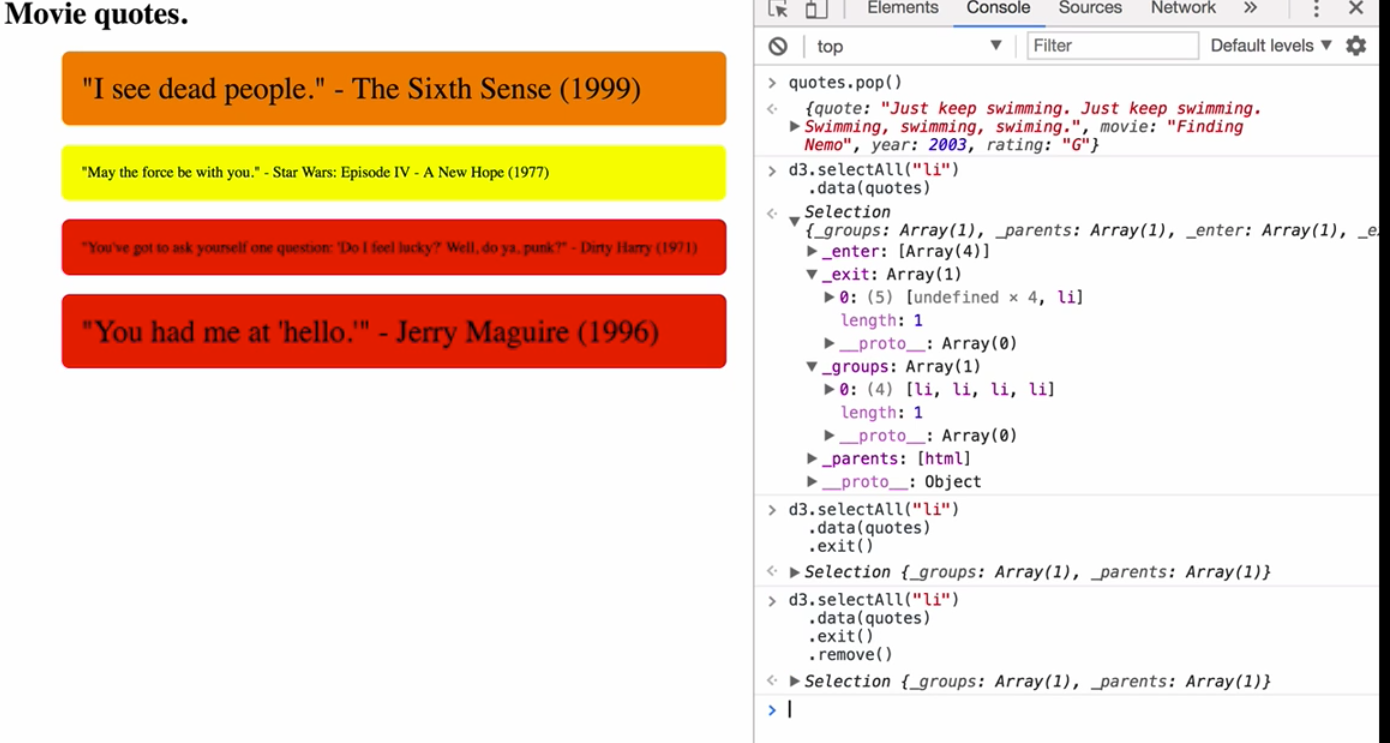 Movie quotes.
"I see dead people." - The Sixth Sense (1999)
"May the force be with you." - Star Wars: Episode IV - A New Hope (1977)
"You've got to ask yourself one question: 'Do I feel lucky?' Well, do ya, punk?" - Dirty Harry (1971)
"You had me at 'hello.'" - Jerry Maguire (1996)
Elements Console Sources Network »
top Filter Default levels
> quotes.pop()
{quote: "Just keep swimming. Just keep swimming.
Swimming, swimming, swiming.", movie: "Finding
Nemo", year: 2003, rating: "G"}
> d3.selectAll("li")
.data(quotes)
Selection
{_groups: Array(1), _parents: Array(1), _enter: Array(1), _e
_enter: [Array(4)]
_exit: Array(1)
0: (5) [undefined × 4, li]
length: 1
__proto__: Array(0)
_groups: Array(1)
0: (4) [li, li, li, li]
length: 1
__proto__: Array(0)
_parents: [html]
__proto__: Object
> d3.selectAll("li")
.data(quotes)
.exit()
Selection {_groups: Array(1), _parents: Array(1)}
> d3.selectAll("li")
.data(quotes)
.exit()
.remove()
Selection {_groups: Array(1), _parents: Array(1)}
>